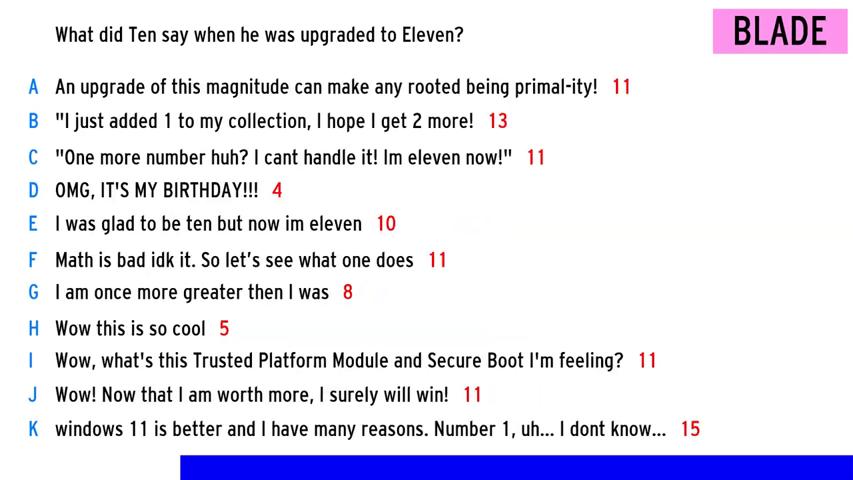 What did Ten say when he was upgraded to Eleven?
BLADE
A An upgrade of this magnitude can make any rooted being primal-ity! 11
B "I just added 1 to my collection, I hope I get 2 more! 13
C "One more number huh? I cant handle it! Im eleven now!" 11
D OMG, IT'S MY BIRTHDAY!!! 4
E I was glad to be ten but now im eleven 10
F Math is bad idk it. So let’s see what one does 11
G I am once more greater then I was 8
H Wow this is so cool 5
I Wow, what's this Trusted Platform Module and Secure Boot I'm feeling? 11
J Wow! Now that I am worth more, I surely will win! 11
K windows 11 is better and I have many reasons. Number 1, uh... I dont know... 15